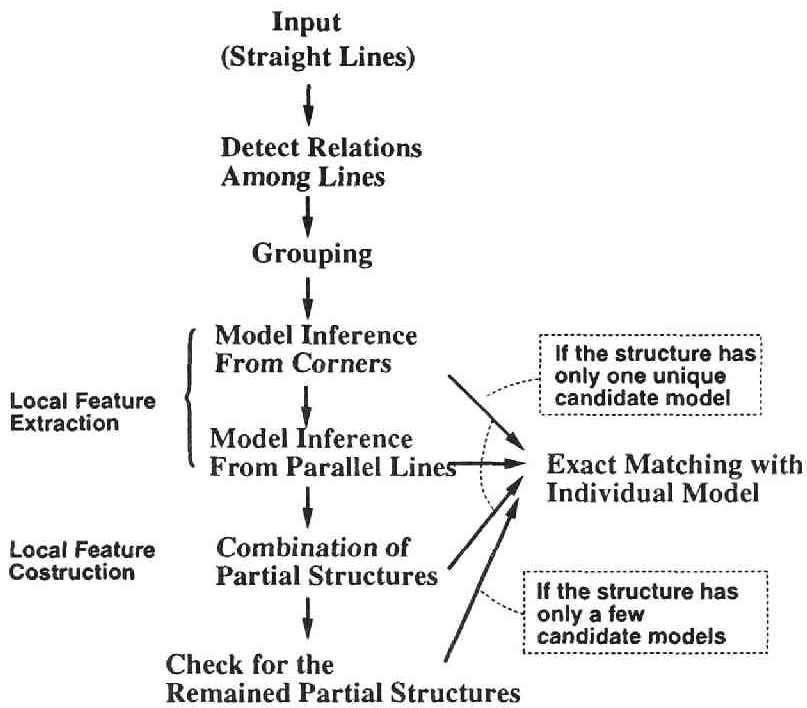 Input
(Straight Lines)
Detect Relations
Among Lines
Grouping
Model Inference
From Corners
If the structure has
only one unique
candidate model
Local Feature
Extraction
Model Inference
From Parallel Lines
Exact Matching with
Individual Model
Local Feature
Costruction
Combination of
Partial Structures
If the structure has
only a few
candidate models
Check for the
Remained Partial Structures